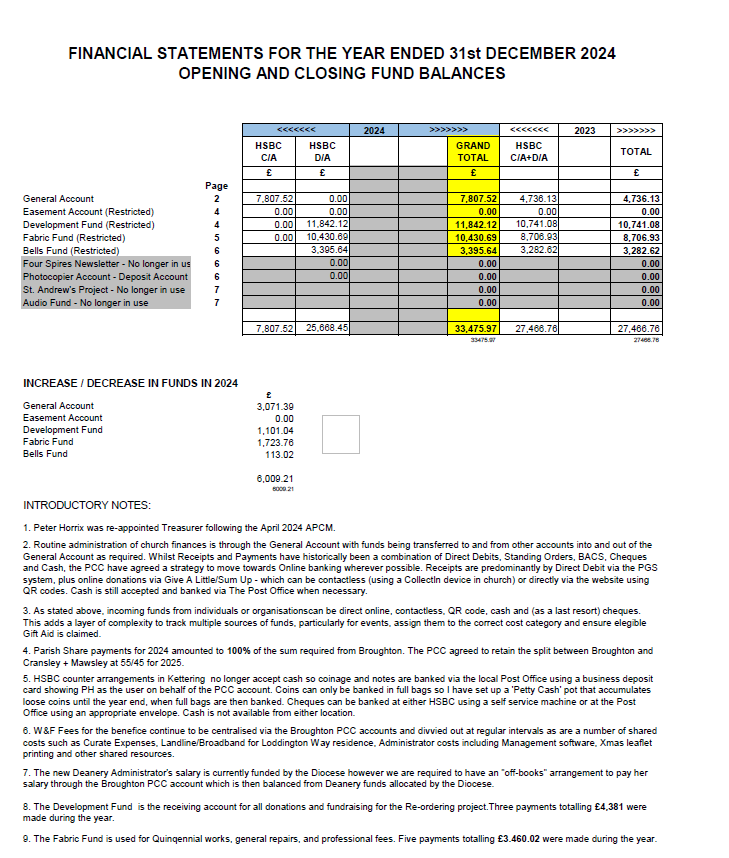 FINANCIAL STATEMENTS FOR THE YEAR ENDED 31st DECEMBER 2024
OPENING AND CLOSING FUND BALANCES
<<<<<<< 2024 >>>>>>> <<<<<<< 2023 >>>>>>>
HSBC HSBC GRAND HSBC
C/A D/A TOTAL C/A+D/A TOTAL
£ £ £ £
Page
General Account 2 7,807.52 0.00 7,807.52 4,736.13 4,736.13
Easement Account (Restricted) 4 0.00 0.00 0.00 0.00 0.00
Development Fund (Restricted) 4 0.00 11,842.12 11,842.12 10,741.08 10,741.08
Fabric Fund (Restricted) 5 0.00 10,430.69 10,430.69 8,706.93 8,706.93
Bells Fund (Restricted) 6 3,395.64 3,395.64 3,282.62 3,282.62
Four Spires Newsletter - No longer in us 6 0.00 0.00 0.00
Photocopier Account - Deposit Account 6 0.00 0.00 0.00
St. Andrew's Project - No longer in use 7 0.00 0.00
Audio Fund - No longer in use 7 0.00 0.00
7,807.52 25,668.45 33,475.97 27,466.76 27,466.76
33475.97 27466.76
INCREASE / DECREASE IN FUNDS IN 2024
£
General Account 3,071.39
Easement Account 0.00
Development Fund 1,101.04
Fabric Fund 1,723.76
Bells Fund 113.02
6,009.21
6009.21
INTRODUCTORY NOTES:
1. Peter Horrix was re-appointed Treasurer following the April 2024 APCM.
2. Routine administration of church finances is through the General Account with funds being transferred to and from other accounts into and out of the
General Account as required. Whilst Receipts and Payments have historically been a combination of Direct Debits, Standing Orders, BACS, Cheques
and Cash, the PCC have agreed a strategy to move towards Online banking wherever possible. Receipts are predominantly by Direct Debit via the PGS
system, plus online donations via Give A Little/Sum Up - which can be contactless (using a CollectIn device in church) or directly via the website using
QR codes. Cash is still accepted and banked via The Post Office when necessary.
3. As stated above, incoming funds from individuals or organisationscan be direct online, contactless, QR code, cash and (as a last resort) cheques.
This adds a layer of complexity to track multiple sources of funds, particularly for events, assign them to the correct cost category and ensure elegible
Gift Aid is claimed.
4. Parish Share payments for 2024 amounted to 100% of the sum required from Broughton. The PCC agreed to retain the split between Broughton and
Cransley + Mawsley at 55/45 for 2025.
5. HSBC counter arrangements in Kettering no longer accept cash so coinage and notes are banked via the local Post Office using a business deposit
card showing PH as the user on behalf of the PCC account. Coins can only be banked in full bags so I have set up a 'Petty Cash' pot that accumulates
loose coins until the year end, when full bags are then banked. Cheques can be banked at either HSBC using a self service machine or at the Post
Office using an appropriate envelope. Cash is not available from either location.
6. W&F Fees for the benefice continue to be centralised via the Broughton PCC accounts and divvied out at regular intervals as are a number of shared
costs such as Curate Expenses, Landline/Broadband for Loddington Way residence, Administrator costs including Management software, Xmas leaflet
printing and other shared resources.
7. The new Deanery Administrator's salary is currently funded by the Diocese however we are required to have an "off-books" arrangement to pay her
salary through the Broughton PCC account which is then balanced from Deanery funds allocated by the Diocese.
8. The Development Fund is the receiving account for all donations and fundraising for the Re-ordering project.Three payments totalling £4,381 were
made during the year.
9. The Fabric Fund is used for Quinqennial works, general repairs, and professional fees. Five payments totalling £3.460.02 were made during the year.